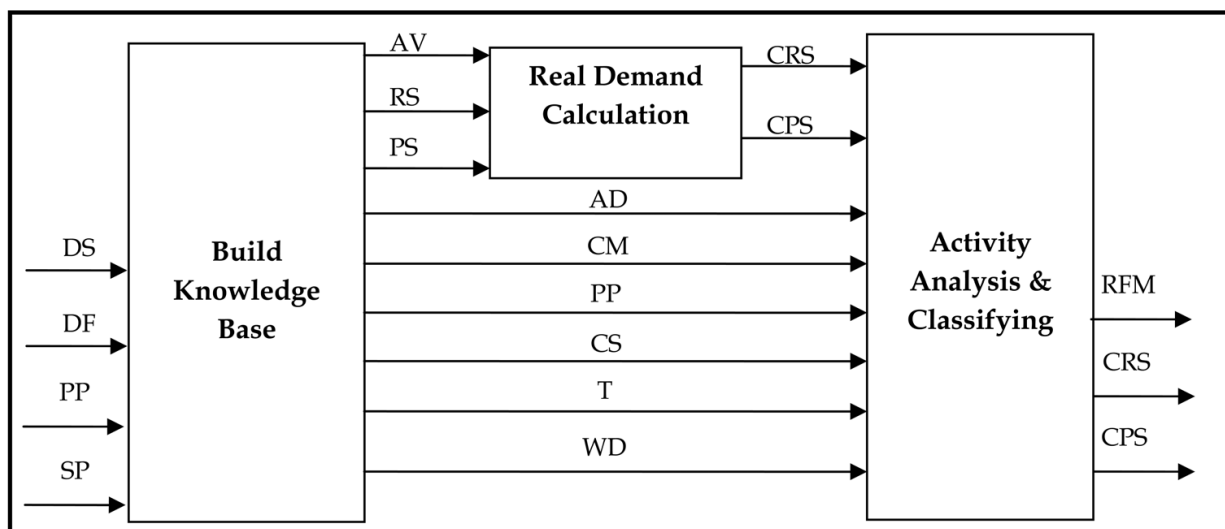 AV
RS
PS
Real Demand
Calculation
CRS
CPS
AD
CM
PP
CS
T
WD
DS
DF
PP
SP
Build
Knowledge
Base
Activity
Analysis &
Classifying
RFM
CRS
CPS